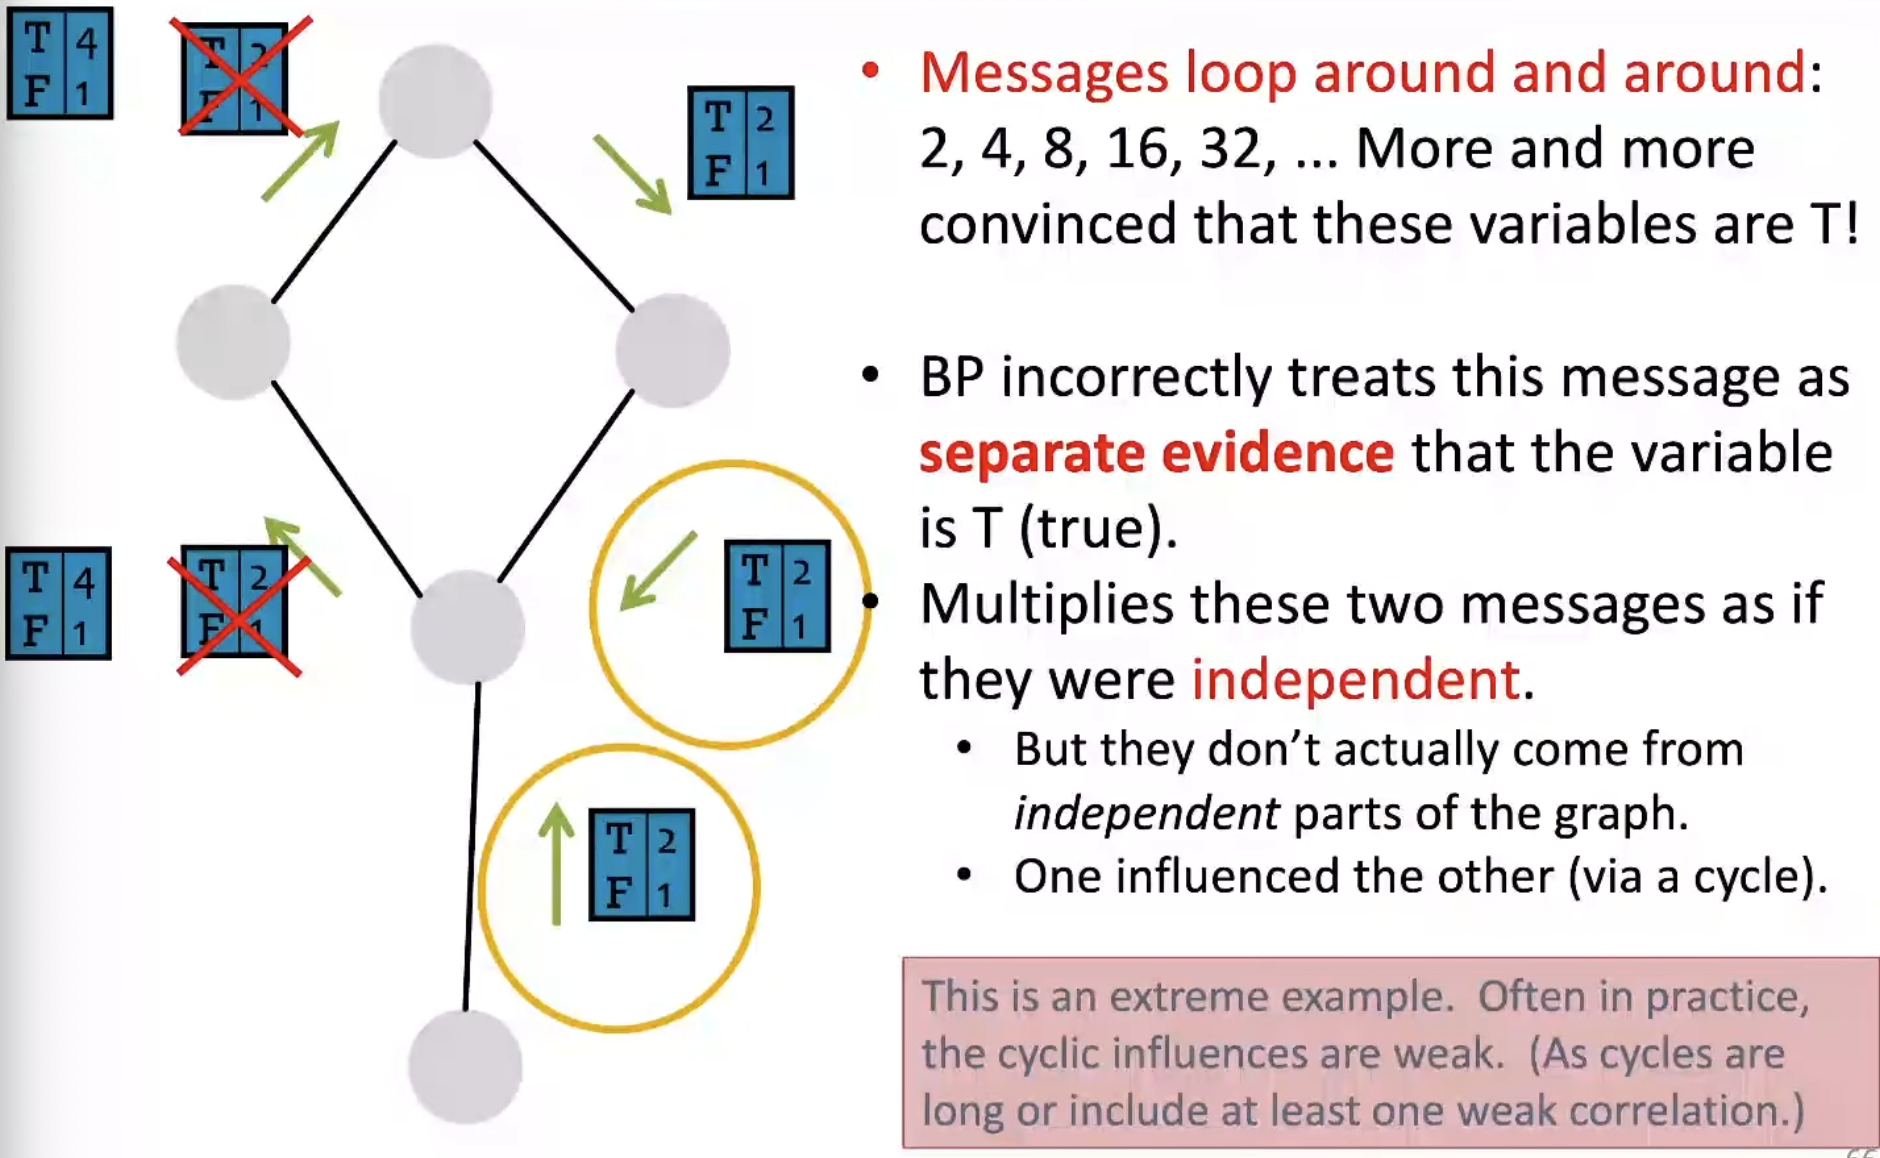 T 4
F 1
T 2
F 1
T 2
F 1
• Messages loop around and around:
2, 4, 8, 16, 32, ... More and more
convinced that these variables are T!
• BP incorrectly treats this message as
separate evidence that the variable
is T (true).
T 4
F 1
T 2
F 1
T 2
F 1
• Multiplies these two messages as if
they were independent.
• But they don't actually come from
independent parts of the graph.
• One influenced the other (via a cycle).
T 2
F 1
This is an extreme example. Often in practice,
the cyclic influences are weak. (As cycles are
long or include at least one weak correlation.)